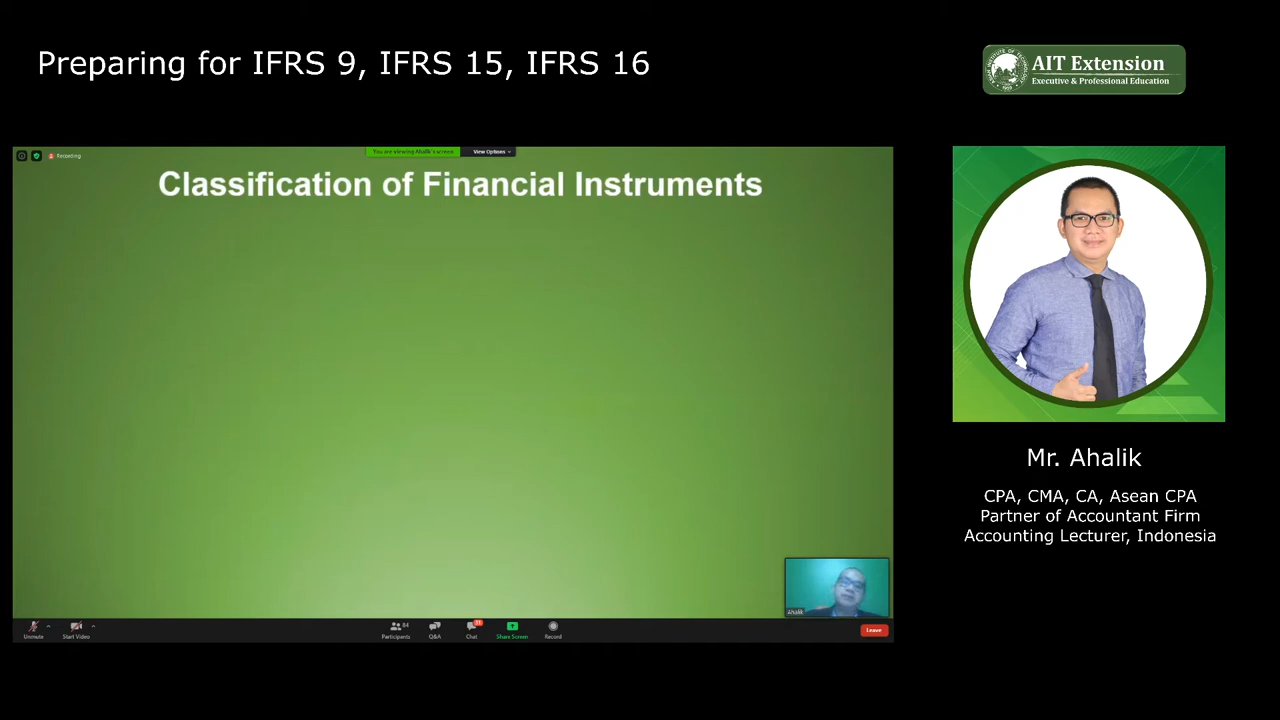 Preparing for IFRS 9, IFRS 15, IFRS 16
AIT Extension
Executive & Professional Education
Recording
You are viewing Ahalik's screen
View Options
Classification of Financial Instruments
Ahalik
Unmute
Start Video
Participants
84
Q&A
Chat
Share Screen
Record
Leave
Mr. Ahalik
CPA, CMA, CA, Asean CPA
Partner of Accountant Firm
Accounting Lecturer, Indonesia